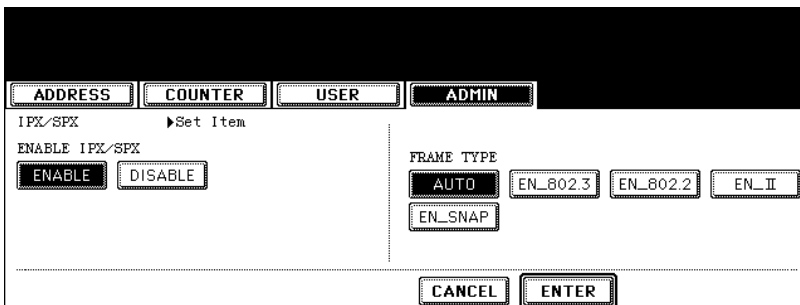 ADDRESS COUNTER USER ADMIN
IPX/SPX ▶Set Item
ENABLE IPX/SPX
ENABLE DISABLE
FRAME TYPE
AUTO EN_802.3 EN_802.2 EN_II
EN_SNAP
CANCEL ENTER